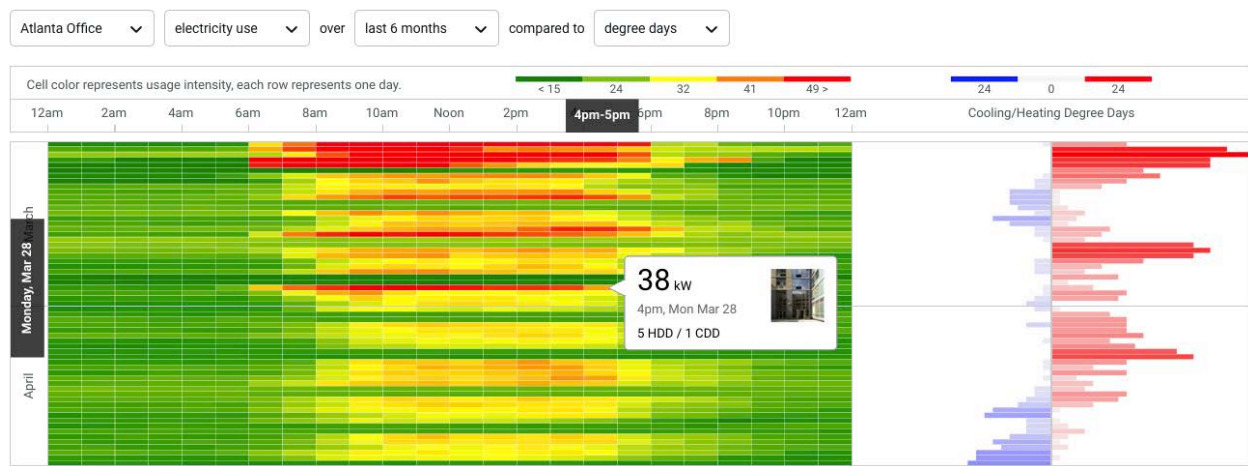 Atlanta Office electricity use over last 6 months compared to degree days
Cell color represents usage intensity, each row represents one day.
< 15 24 32 41 49 >
24 0 24
12am 2am 4am 6am 8am 10am Noon 2pm 4pm-5pm 6pm 8pm 10pm 12am
Cooling/Heating Degree Days
March
Monday, Mar 28
April
38 kW
4pm, Mon Mar 28
5 HDD / 1 CDD